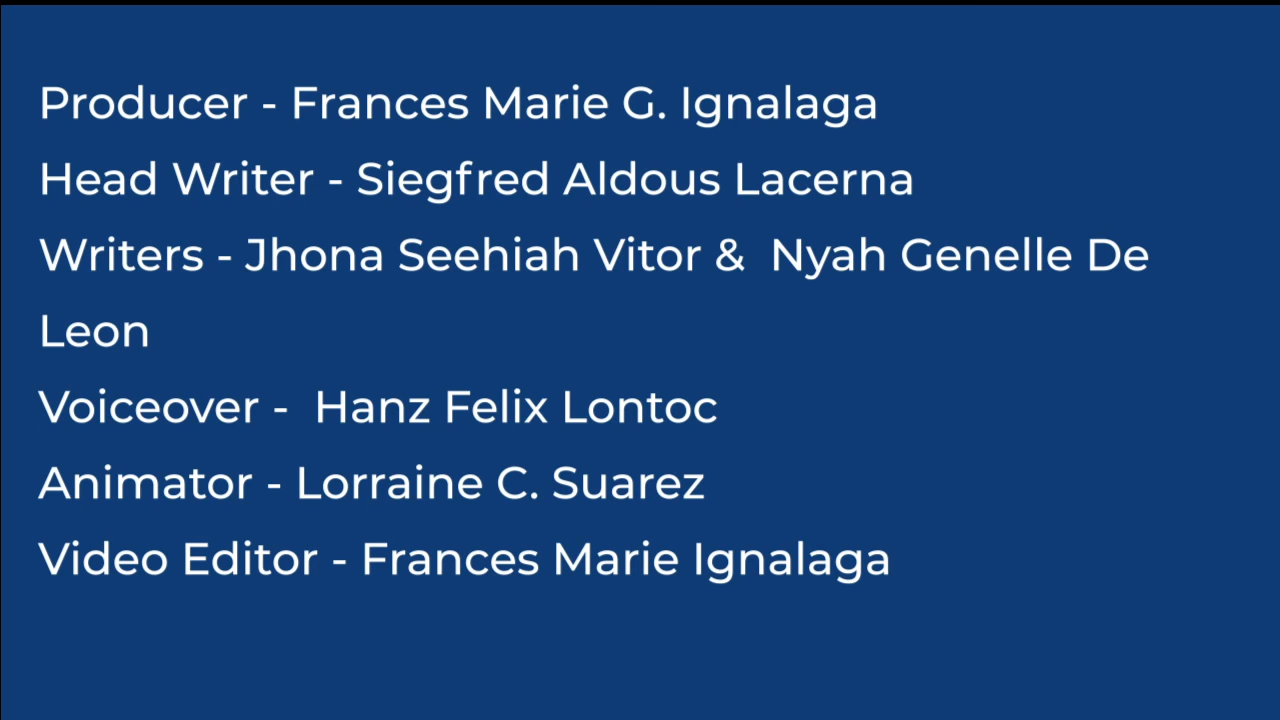 Producer - Frances Marie G. Ignalaga
Head Writer - Siegfred Aldous Lacerna
Writers - Jhona Seehiah Vitor &  Nyah Genelle De
Leon
Voiceover -  Hanz Felix Lontoc
Animator - Lorraine C. Suarez
Video Editor - Frances Marie Ignalaga